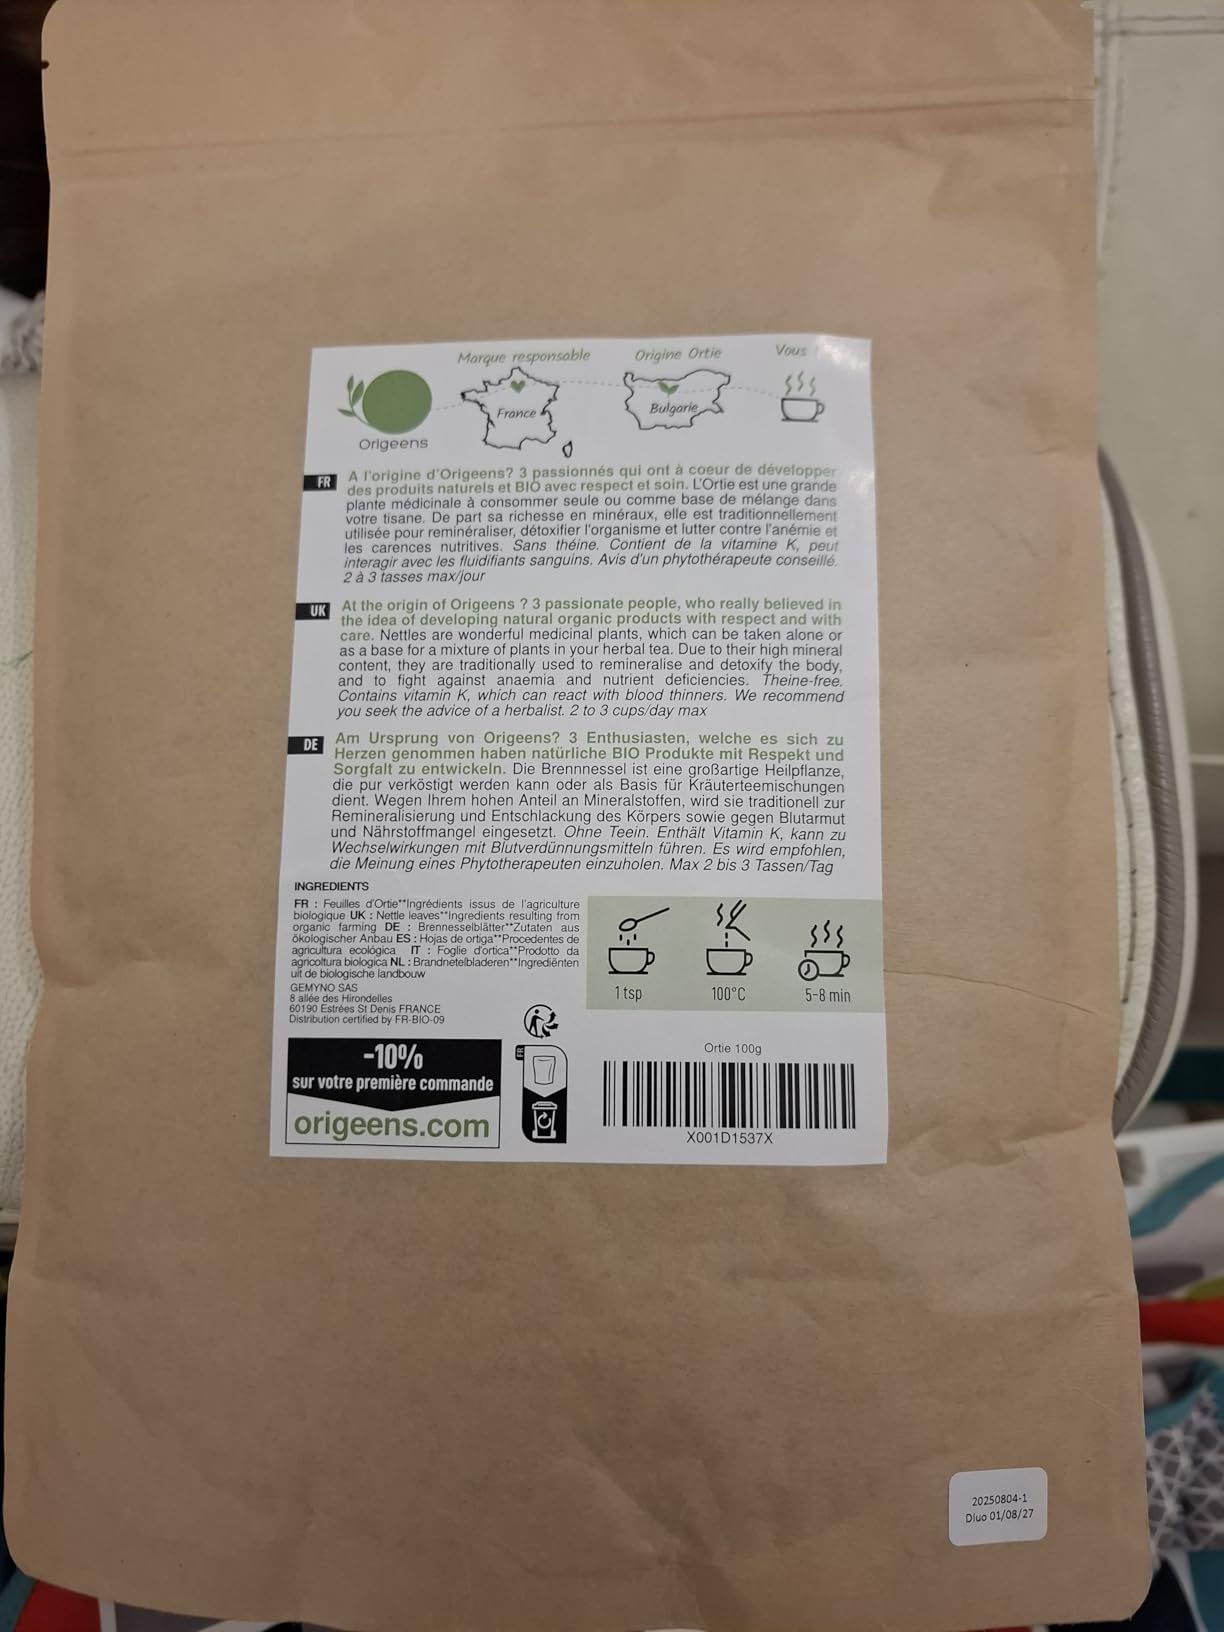 Marque responsable
Origine Ortie
Vous !
France
Bulgarie
Origeens
FR
A l'origine d'Origeens? 3 passionnés qui ont à coeur de développer
des produits naturels et BIO avec respect et soin. L'Ortie est une grande
plante médicinale à consommer seule ou comme base de mélange dans
votre tisane. De part sa richesse en minéraux, elle est traditionnellement
utilisée pour reminéraliser, détoxifier l'organisme et lutter contre l'anémie et
les carences nutritives. Sans théine. Contient de la vitamine K, peut
interagir avec les fluidifiants sanguins. Avis d'un phytothérapeute conseillé.
2 à 3 tasses max/jour
UK
At the origin of Origeens ? 3 passionate people, who really believed in
the idea of developing natural organic products with respect and with
care. Nettles are wonderful medicinal plants, which can be taken alone or
as a base for a mixture of plants in your herbal tea. Due to their high mineral
content, they are traditionally used to remineralise and detoxify the body,
and to fight against anaemia and nutrient deficiencies. Theine-free.
Contains vitamin K, which can react with blood thinners. We recommend
you seek the advice of a herbalist. 2 to 3 cups/day max
DE
Am Ursprung von Origeens? 3 Enthusiasten, welche es sich zu
Herzen genommen haben natürliche BIO Produkte mit Respekt und
Sorgfalt zu entwickeln. Die Brennnessel ist eine großartige Heilpflanze,
die pur verköstigt werden kann oder als Basis für Kräuterteemischungen
dient. Wegen Ihrem hohen Anteil an Mineralstoffen, wird sie traditionell zur
Remineralisierung und Entschlackung des Körpers sowie gegen Blutarmut
und Nährstoffmangel eingesetzt. Ohne Teein. Enthält Vitamin K, kann zu
Wechselwirkungen mit Blutverdünnungsmitteln führen. Es wird empfohlen,
die Meinung eines Phytotherapeuten einzuholen. Max 2 bis 3 Tassen/Tag
INGREDIENTS
FR : Feuilles d'Ortie**Ingrédients issus de l'agriculture
biologique UK : Nettle leaves**Ingredients resulting from
organic farming DE : Brennesselblätter**Zutaten aus
ökologischer Anbau ES : Hojas de ortiga**Procedentes de
agricultura ecológica IT : Foglie d'ortica**Prodotto da
agricoltura biologica NL : Brandnetelbladeren**Ingrediënten
uit de biologische landbouw
GEMYNO SAS
8 allée des Hirondelles
60190 Estrées St Denis FRANCE
Distribution certified by FR-BIO-09
1 tsp
100°C
5-8 min
-10%
sur votre première commande
origeens.com
FR
Ortie 100g
X001D1537X
20250804-1
Dluo 01/08/27